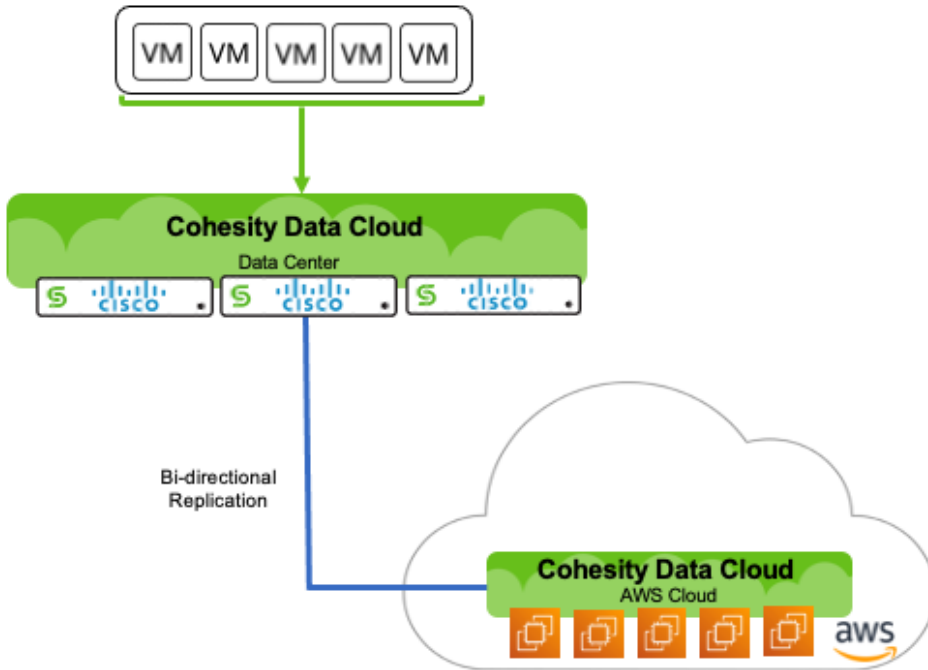 VM VM VM VM VM
Cohesity Data Cloud
Data Center
CISCO CISCO CISCO
Bi-directional
Replication
Cohesity Data Cloud
AWS Cloud
aws